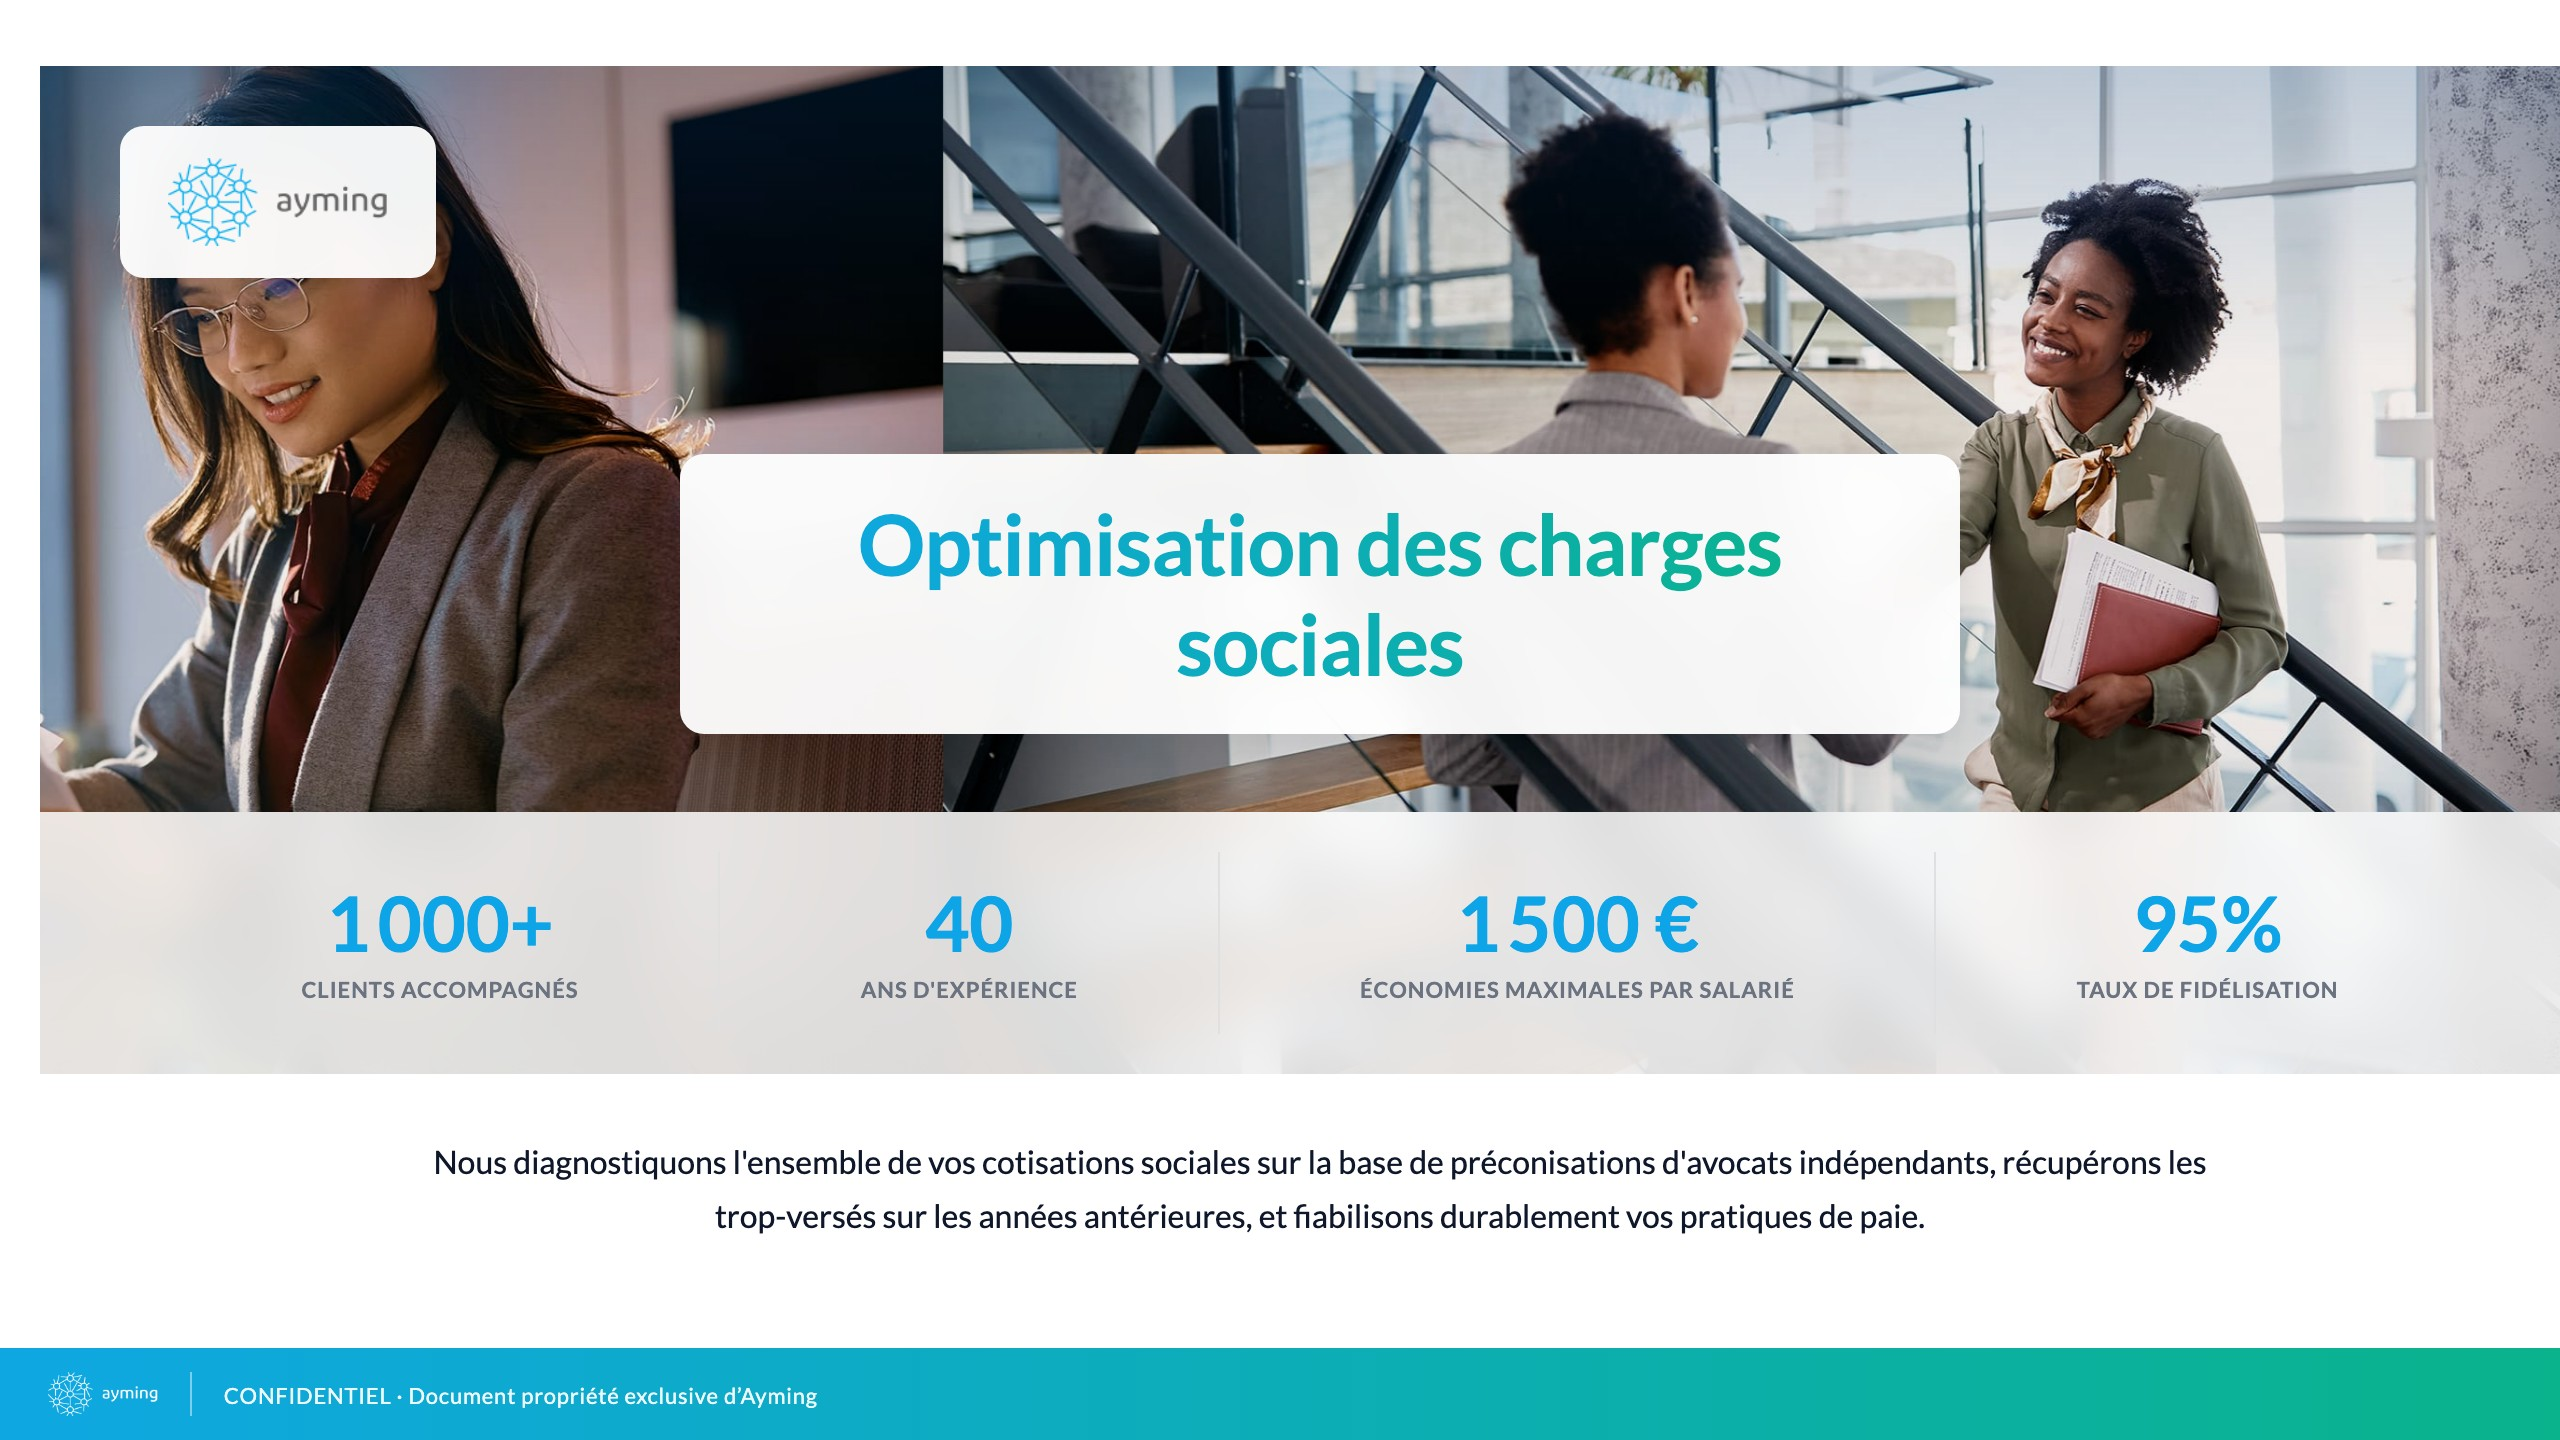 ayming
Optimisation des charges
sociales
1 000+
CLIENTS ACCOMPAGNÉS
40
ANS D'EXPÉRIENCE
1 500 €
ÉCONOMIES MAXIMALES PAR SALARIÉ
95%
TAUX DE FIDÉLISATION
Nous diagnostiquons l'ensemble de vos cotisations sociales sur la base de préconisations d'avocats indépendants, récupérons les
trop-versés sur les années antérieures, et fiabilisons durablement vos pratiques de paie.
ayming
CONFIDENTIEL · Document propriété exclusive d’Ayming